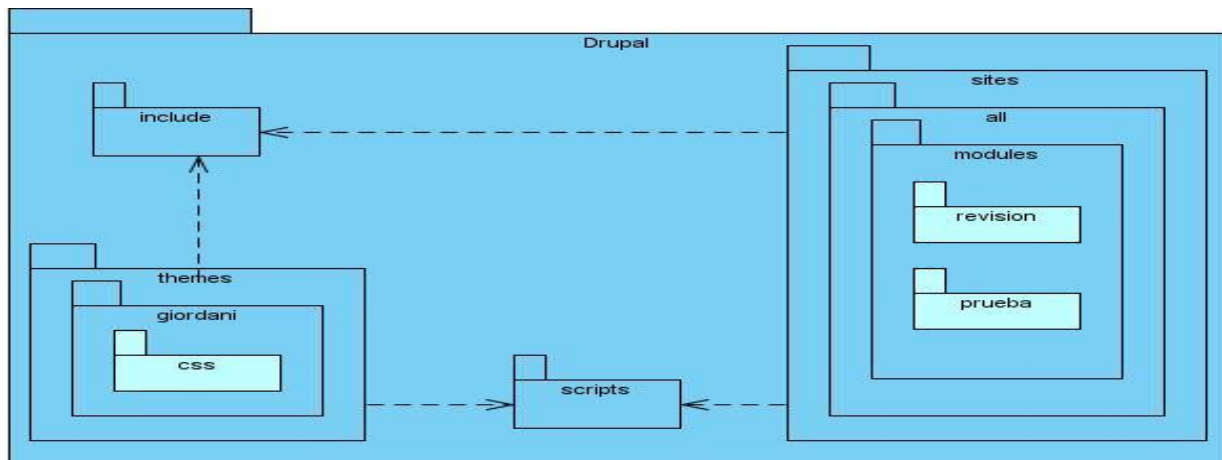 Drupal
sites
include
all
modules
revision
themes
prueba
giordani
css
scripts